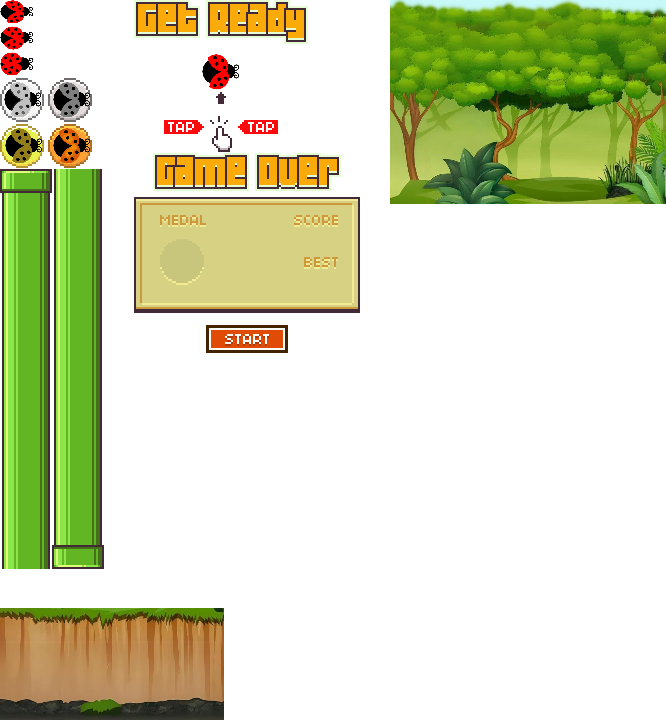 Get Ready
TAP TAP
Game Over
MEDAL SCORE
BEST
START